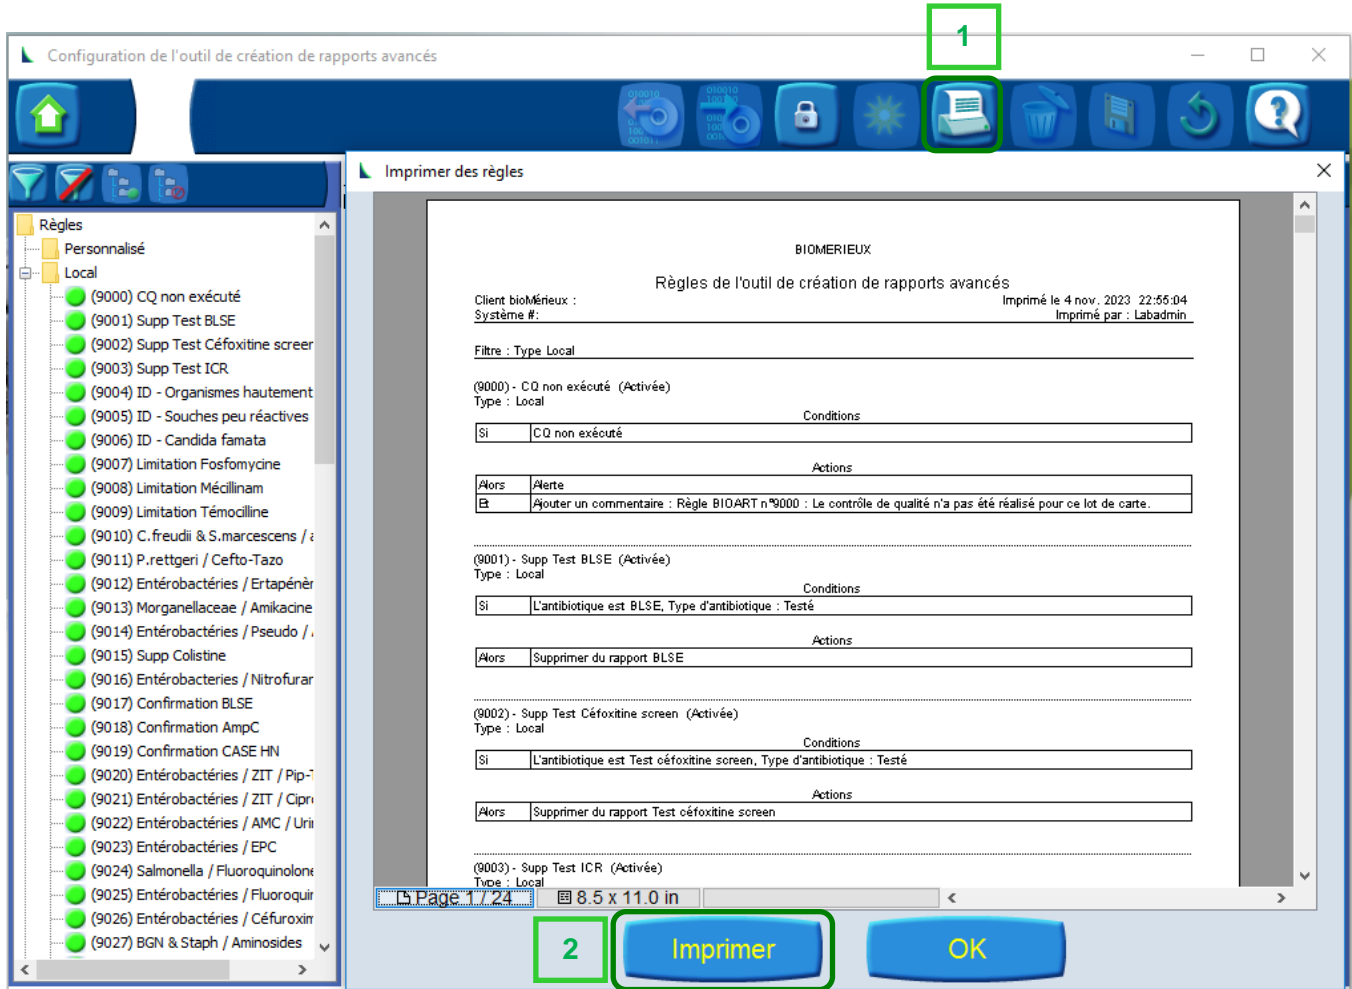 1
Configuration de l'outil de création de rapports avancés
Imprimer des règles
Règles
Personnalisé
Local
(9000) CQ non exécuté
(9001) Supp Test BLSE
(9002) Supp Test Céfoxitine screen
(9003) Supp Test ICR
(9004) ID - Organismes hautement
(9005) ID - Souches peu réactives
(9006) ID - Candida famata
(9007) Limitation Fosfomycine
(9008) Limitation Mécillinam
(9009) Limitation Témocilline
(9010) C.freudii & S.marcescens /
(9011) P.rettgeri / Cefto-Tazo
(9012) Entérobactéries / Ertapénèm
(9013) Morganellaceae / Amikacine
(9014) Entérobactéries / Pseudo /
(9015) Supp Colistine
(9016) Entérobacteries / Nitrofurar
(9017) Confirmation BLSE
(9018) Confirmation AmpC
(9019) Confirmation CASE HN
(9020) Entérobactéries / ZIT / Pip-T
(9021) Entérobactéries / ZIT / Cipro
(9022) Entérobactéries / AMC / Urin
(9023) Entérobactéries / EPC
(9024) Salmonella / Fluoroquinolone
(9025) Entérobactéries / Fluoroquin
(9026) Entérobactéries / Céfuroxim
(9027) BGN & Staph / Aminosides
BIOMERIEUX
Règles de l'outil de création de rapports avancés
Client bioMérieux :
Imprimé le 4 nov. 2023 22:55:04
Système #:
Imprimé par : Labadmin
Filtre : Type Local
(9000) - CQ non exécuté (Activée)
Type : Local
Conditions
Si CQ non exécuté
Actions
Alors Alerte
Et Ajouter un commentaire : Règle BIOART n°9000 : Le contrôle de qualité n'a pas été réalisé pour ce lot de carte.
(9001) - Supp Test BLSE (Activée)
Type : Local
Conditions
Si L'antibiotique est BLSE, Type d'antibiotique : Testé
Actions
Alors Supprimer du rapport BLSE
(9002) - Supp Test Céfoxitine screen (Activée)
Type : Local
Conditions
Si L'antibiotique est Test céfoxitine screen, Type d'antibiotique : Testé
Actions
Alors Supprimer du rapport Test céfoxitine screen
(9003) - Supp Test ICR (Activée)
Type : Local
Page 1 / 24
8.5 x 11.0 in
2
Imprimer
OK